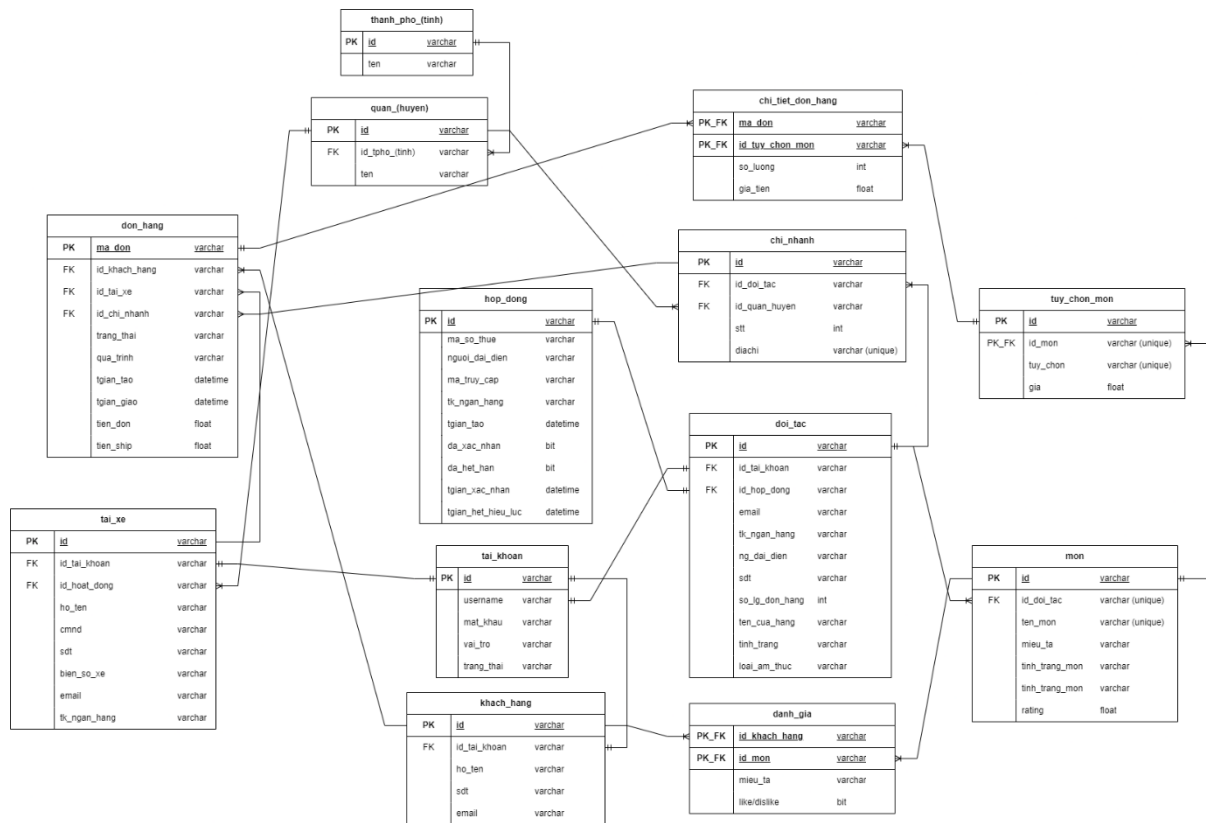 thanh_pho_(tinh)
PK id varchar
ten varchar
quan_(huyen)
PK id varchar
FK id_tpho_(tinh) varchar
ten varchar
chi_tiet_don_hang
PK_FK ma_don varchar
PK_FK id_tuy_chon_mon varchar
so_luong int
gia_tien float
don_hang
PK ma_don varchar
FK id_khach_hang varchar
FK id_tai_xe varchar
FK id_chi_nhanh varchar
trang_thai varchar
qua_trinh varchar
tgian_tao datetime
tgian_giao datetime
tien_don float
tien_ship float
chi_nhanh
PK id varchar
FK id_doi_tac varchar
FK id_quan_huyen varchar
stt int
diachi varchar (unique)
hop_dong
PK id varchar
ma_so_thue varchar
nguoi_dai_dien varchar
ma_truy_cap varchar
tk_ngan_hang varchar
tgian_tao datetime
da_xac_nhan bit
da_het_han bit
tgian_xac_nhan datetime
tgian_het_hieu_luc datetime
tuy_chon_mon
PK id varchar
PK_FK id_mon varchar (unique)
tuy_chon varchar (unique)
gia float
doi_tac
PK id varchar
FK id_tai_khoan varchar
FK id_hop_dong varchar
email varchar
tk_ngan_hang varchar
ng_dai_dien varchar
sdt varchar
so_lg_don_hang int
ten_cua_hang varchar
tinh_trang varchar
loai_am_thuc varchar
tai_xe
PK id varchar
FK id_tai_khoan varchar
FK id_hoat_dong varchar
ho_ten varchar
cmnd varchar
sdt varchar
bien_so_xe varchar
email varchar
tk_ngan_hang varchar
tai_khoan
PK id varchar
username varchar
mat_khau varchar
vai_tro varchar
trang_thai varchar
mon
PK id varchar
FK id_doi_tac varchar (unique)
ten_mon varchar (unique)
mieu_ta varchar
tinh_trang_mon varchar
tinh_trang_mon varchar
rating float
khach_hang
PK id varchar
FK id_tai_khoan varchar
ho_ten varchar
sdt varchar
email varchar
danh_gia
PK_FK id_khach_hang varchar
PK_FK id_mon varchar
mieu_ta varchar
like/dislike bit